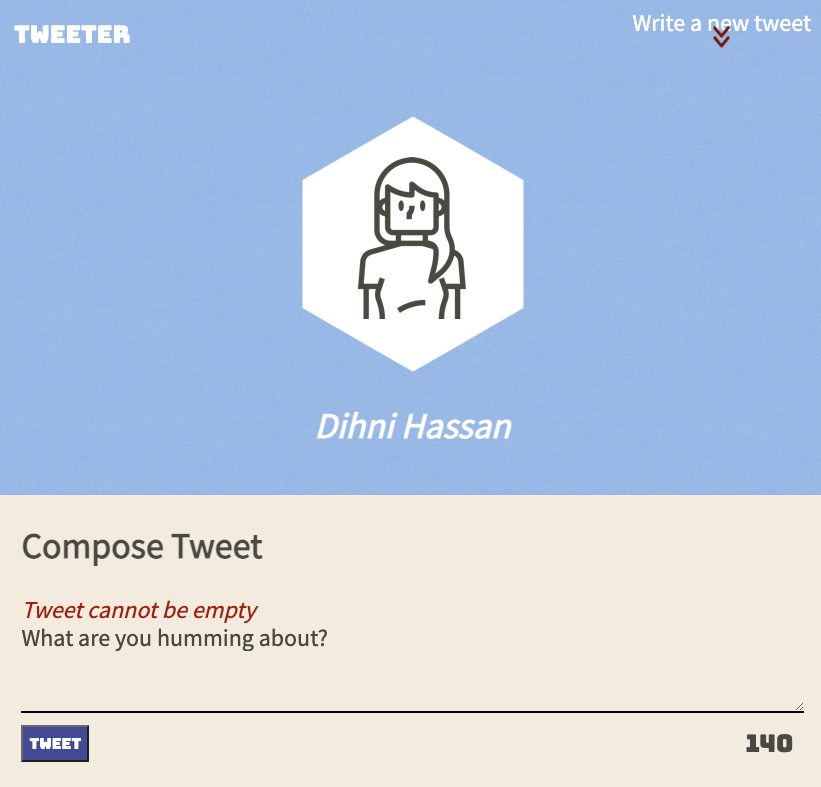 TWEETER
Write a new tweet
Dihni Hassan
Compose Tweet
Tweet cannot be empty
What are you humming about?
TWEET
140